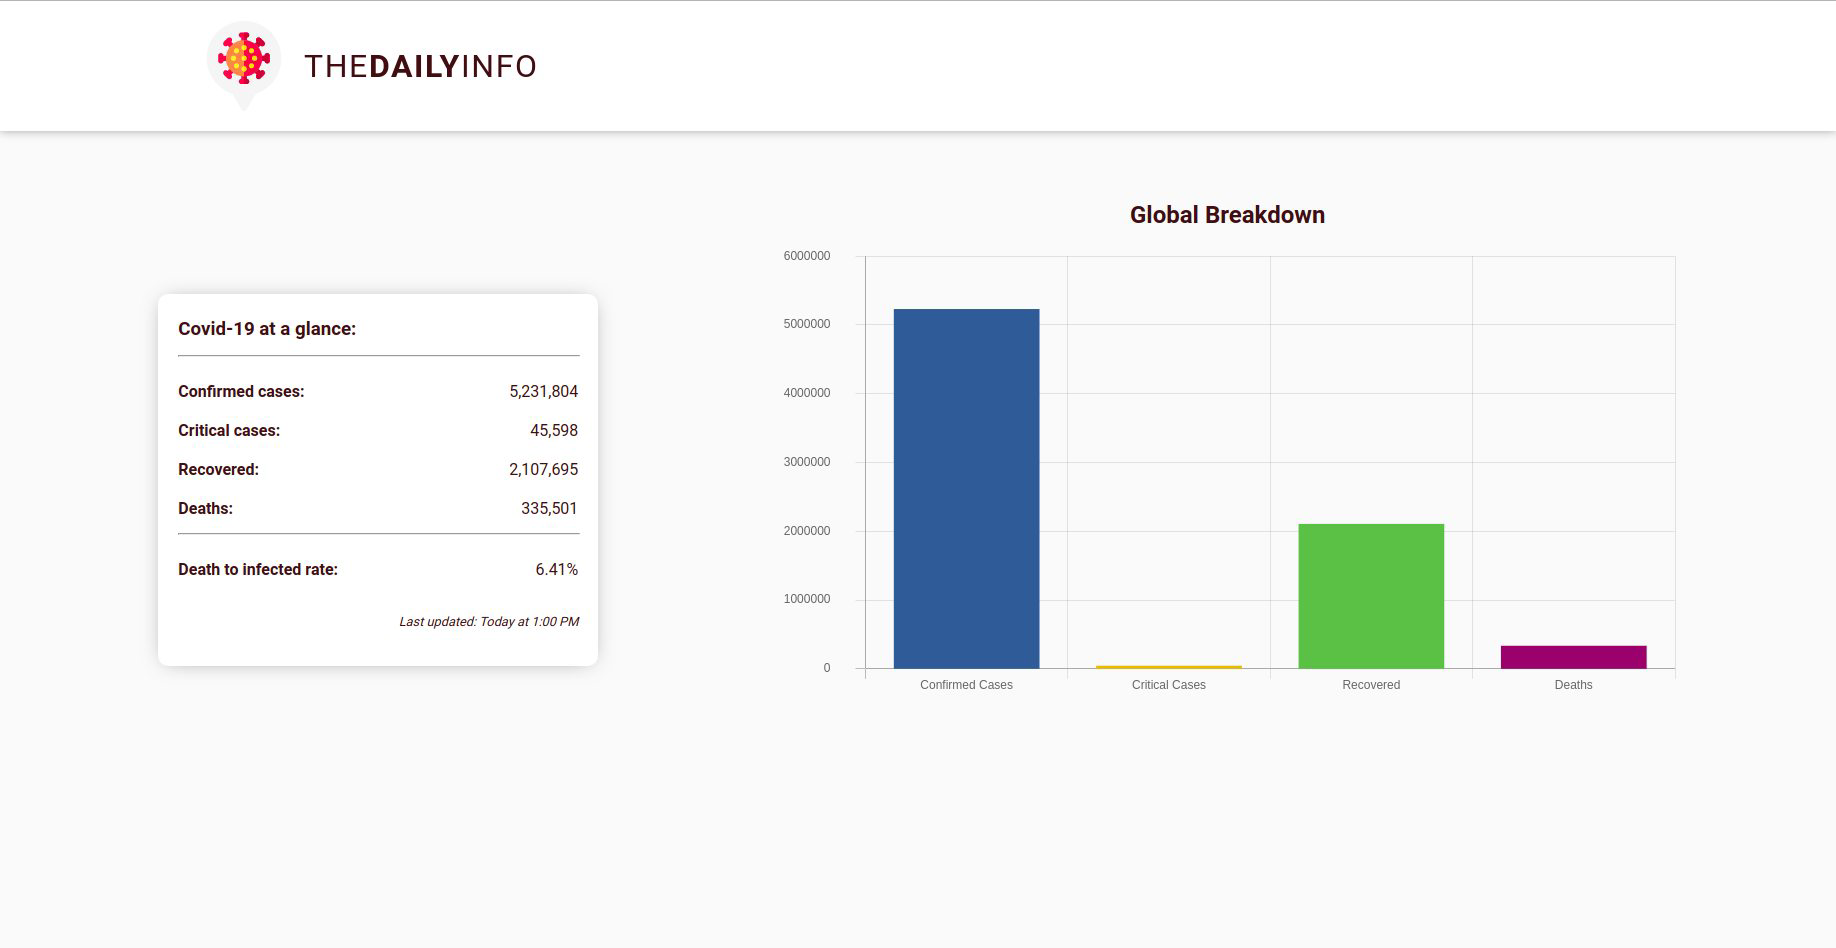 THEDAILYINFO
Covid-19 at a glance:
Confirmed cases: 5,231,804
Critical cases: 45,598
Recovered: 2,107,695
Deaths: 335,501
Death to infected rate: 6.41%
Last updated: Today at 1:00 PM
Global Breakdown
6000000
5000000
4000000
3000000
2000000
1000000
0
Confirmed Cases Critical Cases Recovered Deaths